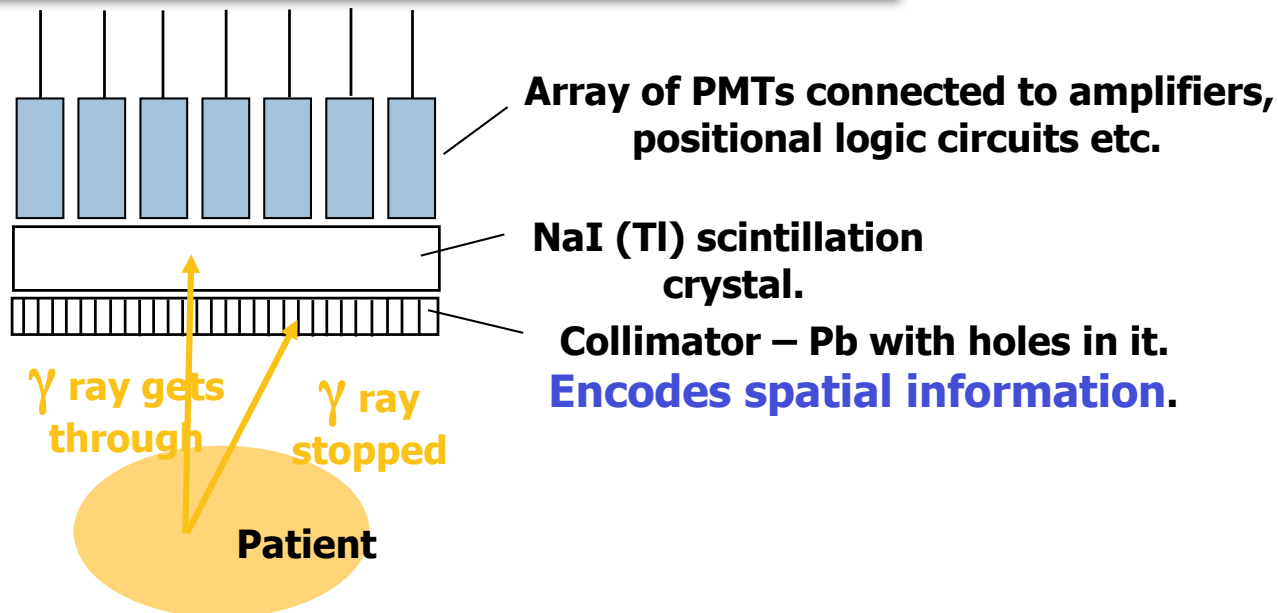 Array of PMTs connected to amplifiers,
positional logic circuits etc.
NaI (Tl) scintillation
crystal.
Collimator – Pb with holes in it.
Encodes spatial information.
γ ray gets
through
γ ray
stopped
Patient